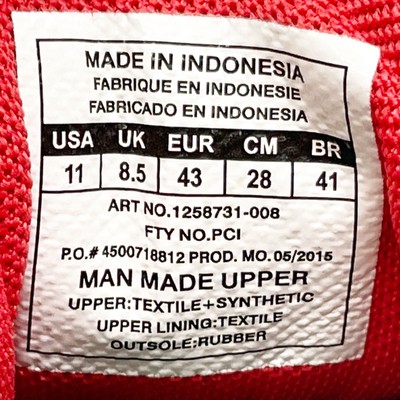 MADE IN INDONESIA
FABRIQUE EN INDONESIE
FABRICADO EN INDONESIA
USA UK EUR CM BR
11 8.5 43 28 41
ART NO.1258731-008
FTY NO.PCI
P.O.# 4500718812 PROD. MO. 05/2015
MAN MADE UPPER
UPPER:TEXTILE+SYNTHETIC
UPPER LINING:TEXTILE
OUTSOLE:RUBBER